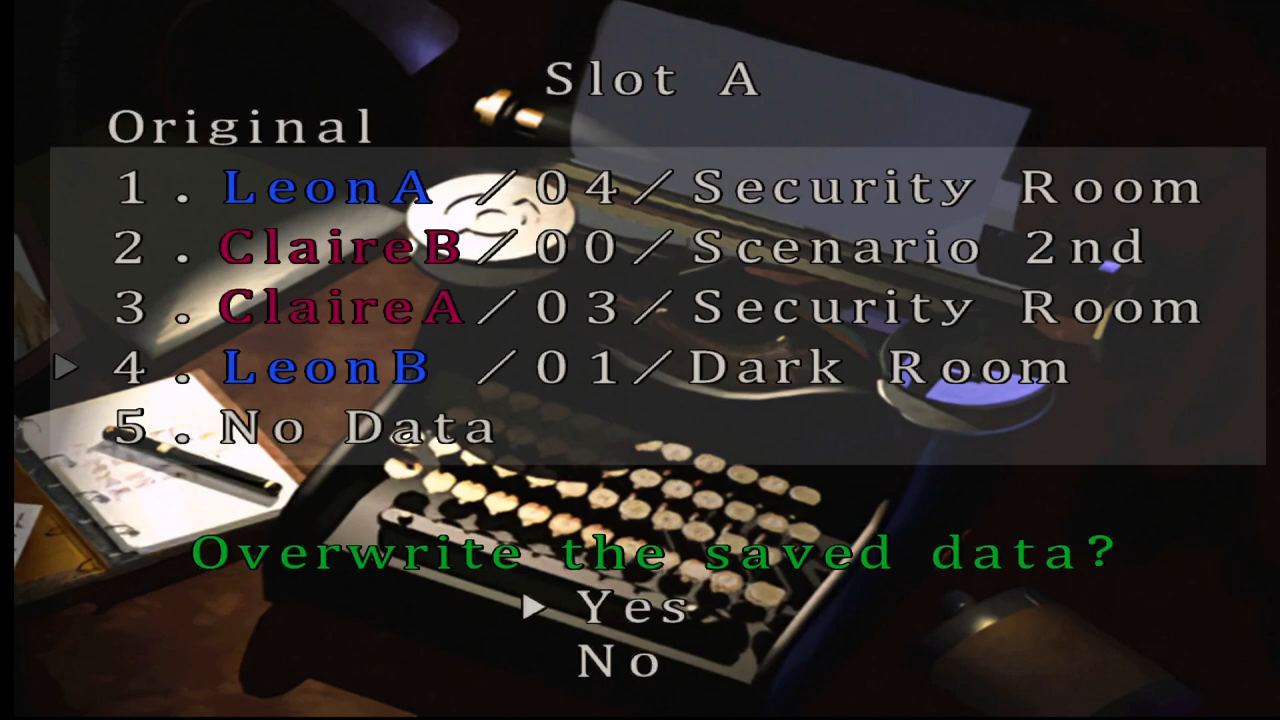 Slot A
Original
1. LeonA /04/Security Room
2. ClaireB/00/Scenario 2nd
3. ClaireA/03/Security Room
4. LeonB /01/Dark Room
5. No Data
Overwrite the saved data?
Yes
No